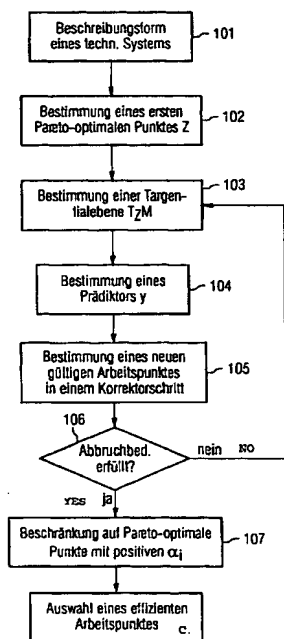 Beschreibungsform
eines techn. Systems
101
Bestimmung eines ersten
Pareto-optimalen Punktes Z
102
103
Bestimmung einer Targen-
tialebene TZM
Bestimmung eines
Prädiktors y
104
Bestimmung eines neuen
gültigen Arbeitspunktes
in einem Korrektorschritt
105
106
Abbruchbed.
erfüllt?
nein NO
YES ja
Beschränkung auf Pareto-optimale
Punkte mit positiven αi
107
Auswahl eines effizienten
Arbeitspunktes
C.